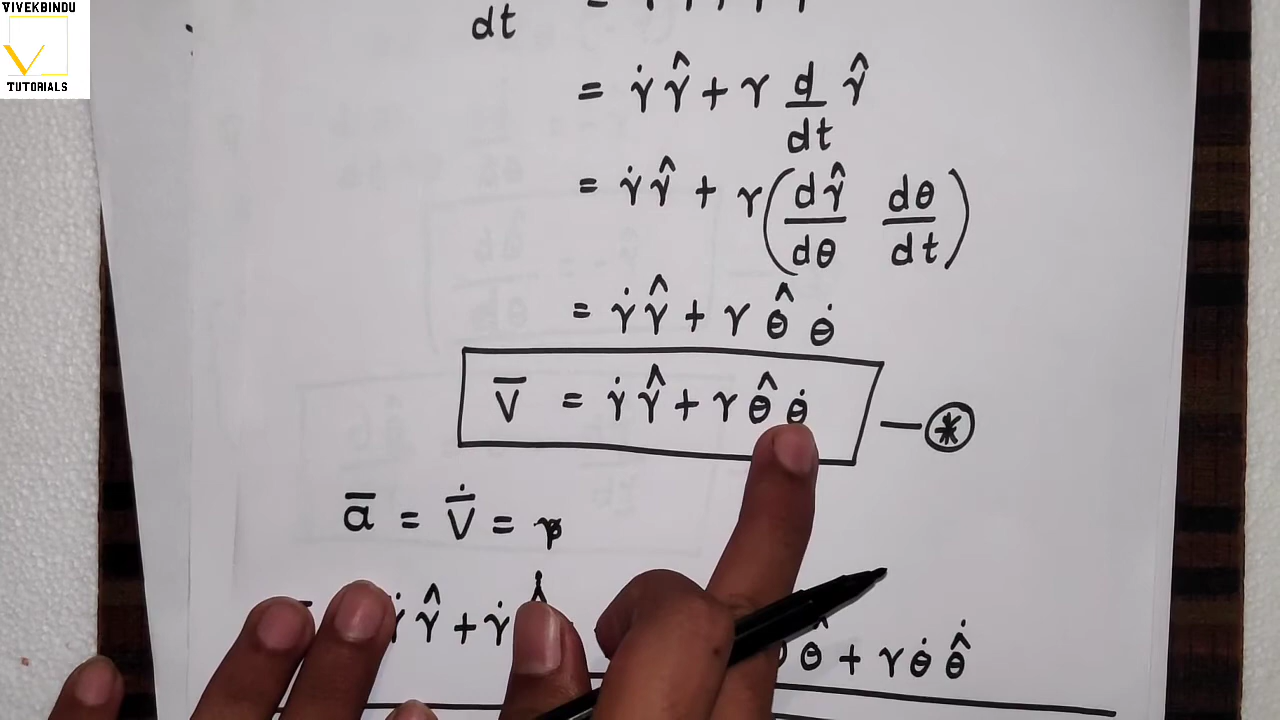 VIVEKBINDU
TUTORIALS
dt
= ṙ r̂ + r d/dt r̂
= ṙ r̂ + r (dr̂/dθ dθ/dt)
= ṙ r̂ + r θ̂ θ̇
V̄ = ṙ r̂ + r θ̂ θ̇ — ⊛
ā = V̄̇ =
ṙ r̂ + ṙ θ̂ + r θ̇ θ̂̇